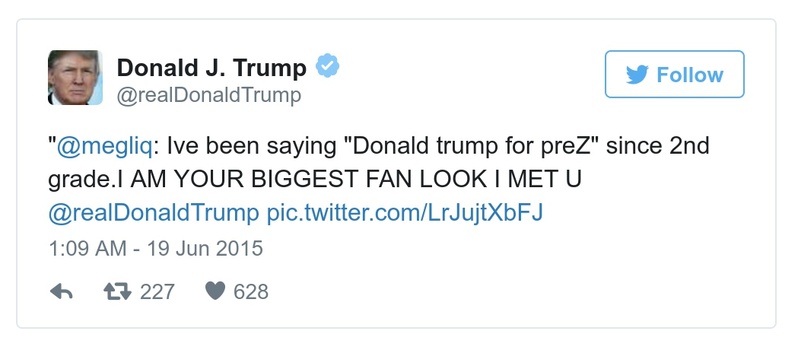 Donald J. Trump
Follow
@realDonaldTrump
"@megliq: Ive been saying "Donald trump for preZ" since 2nd
grade.I AM YOUR BIGGEST FAN LOOK I MET U
@realDonaldTrump pic.twitter.com/LrJujtXbFJ
1:09 AM - 19 Jun 2015
227 628